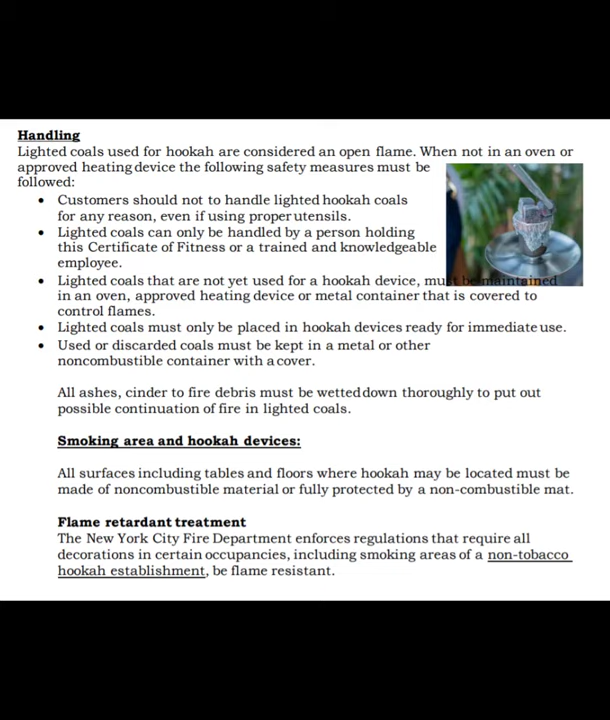 Handling
Lighted coals used for hookah are considered an open flame. When not in an oven or
approved heating device the following safety measures must be
followed:
• Customers should not to handle lighted hookah coals
for any reason, even if using proper utensils.
• Lighted coals can only be handled by a person holding
this Certificate of Fitness or a trained and knowledgeable
employee.
• Lighted coals that are not yet used for a hookah device, must be maintained
in an oven, approved heating device or metal container that is covered to
control flames.
• Lighted coals must only be placed in hookah devices ready for immediate use.
• Used or discarded coals must be kept in a metal or other
noncombustible container with a cover.
All ashes, cinder to fire debris must be wetted down thoroughly to put out
possible continuation of fire in lighted coals.
Smoking area and hookah devices:
All surfaces including tables and floors where hookah may be located must be
made of noncombustible material or fully protected by a non-combustible mat.
Flame retardant treatment
The New York City Fire Department enforces regulations that require all
decorations in certain occupancies, including smoking areas of a non-tobacco
hookah establishment, be flame resistant.